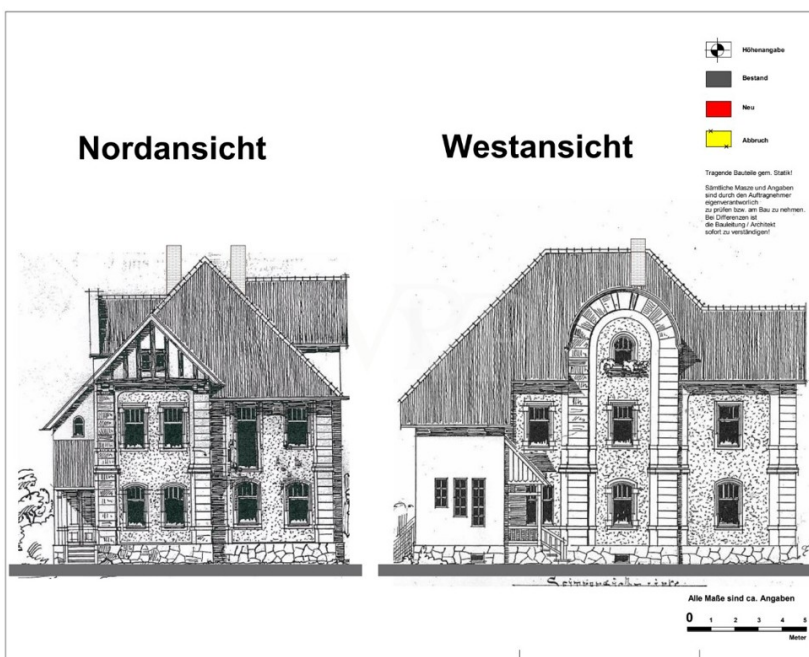 Höhenangabe
Bestand
Neu
Abbruch
Nordansicht
Westansicht
Tragende Bauteile gem. Statik!
Sämtliche Masze und Angaben
sind durch den Auftragnehmer
eigenverantworlich
zu prüfen bzw. am Bau zu nehmen.
Bei Differenzen ist
die Bauleitung / Architekt
sofort zu verständigen!
Alle Maße sind ca. Angaben
0 1 2 3 4 5
Meter